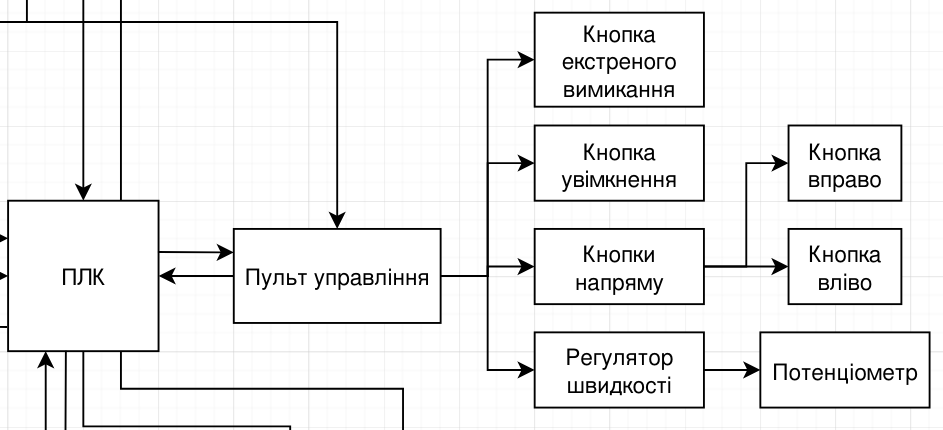 Кнопка
екстреного
вимикання
Кнопка
увімкнення
Кнопка
вправо
ПЛК
Пульт управління
Кнопки
напряму
Кнопка
вліво
Регулятор
швидкості
Потенціометр